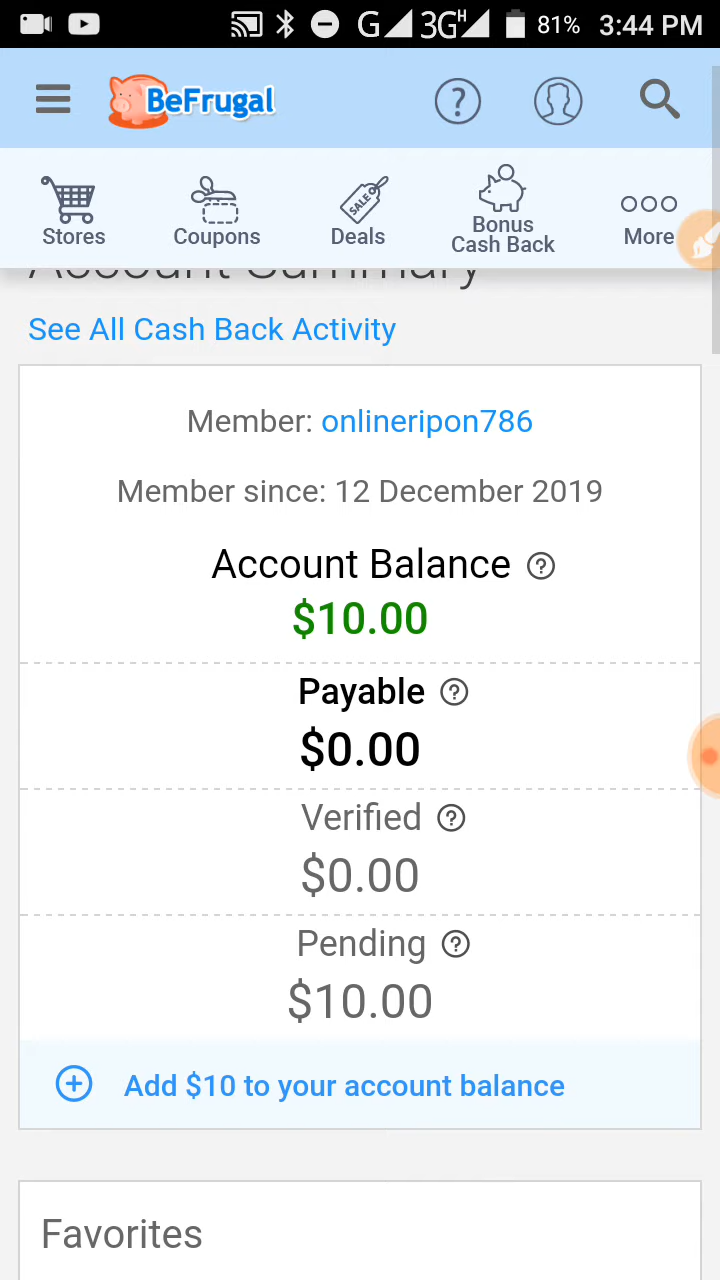 G 3G H 81% 3:44 PM
BeFrugal
?
Stores
Coupons
SALE
Deals
Bonus
Cash Back
More
Account Summary
See All Cash Back Activity
Member: onlineripon786
Member since: 12 December 2019
Account Balance ?
$10.00
Payable ?
$0.00
Verified ?
$0.00
Pending ?
$10.00
Add $10 to your account balance
Favorites